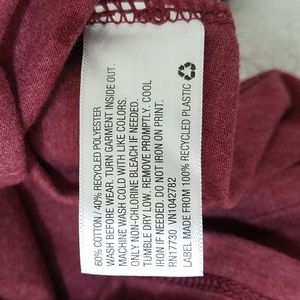 60% COTTON / 40% RECYCLED POLYESTER
WASH BEFORE WEAR. TURN GARMENT INSIDE OUT.
MACHINE WASH COLD WITH LIKE COLORS.
ONLY NON-CHLORINE BLEACH IF NEEDED.
TUMBLE DRY LOW. REMOVE PROMPTLY. COOL
IRON IF NEEDED. DO NOT IRON ON PRINT.
RN17730 VN1042782
LABEL MADE FROM 100% RECYCLED PLASTIC